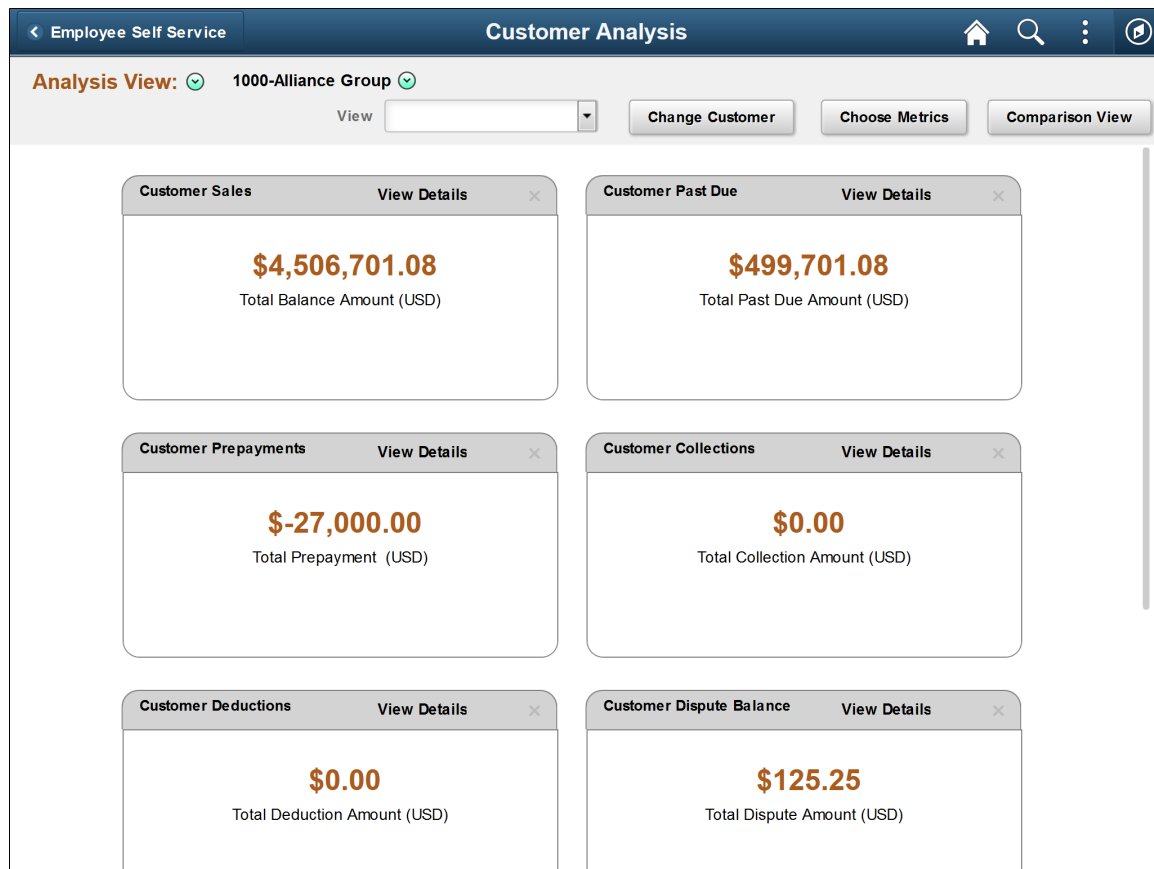 Employee Self Service
Customer Analysis
Analysis View:
1000-Alliance Group
View
Change Customer
Choose Metrics
Comparison View
Customer Sales
View Details
$4,506,701.08
Total Balance Amount (USD)
Customer Past Due
View Details
$499,701.08
Total Past Due Amount (USD)
Customer Prepayments
View Details
$-27,000.00
Total Prepayment  (USD)
Customer Collections
View Details
$0.00
Total Collection Amount (USD)
Customer Deductions
View Details
$0.00
Total Deduction Amount (USD)
Customer Dispute Balance
View Details
$125.25
Total Dispute Amount (USD)